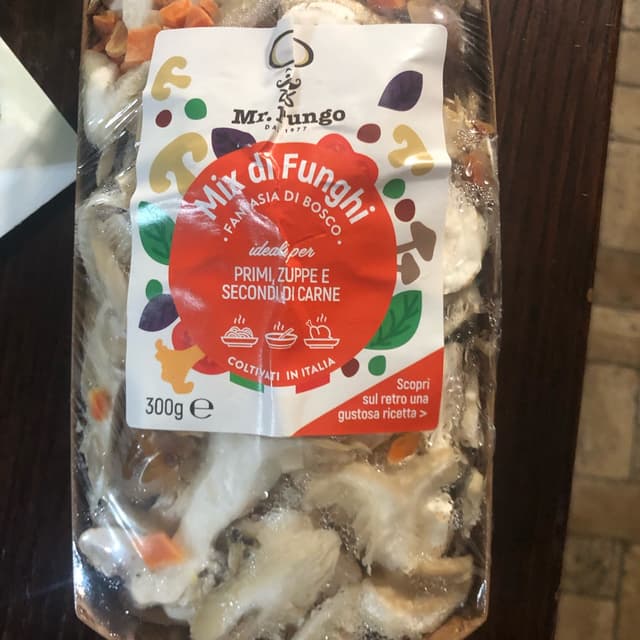 Mr. Fungo
DAL 1977
Mix di Funghi
• FANTASIA DI BOSCO •
ideali per
PRIMI, ZUPPE E
SECONDI DI CARNE
COLTIVATI IN ITALIA
300g ℮
Scopri
sul retro una
gustosa ricetta >